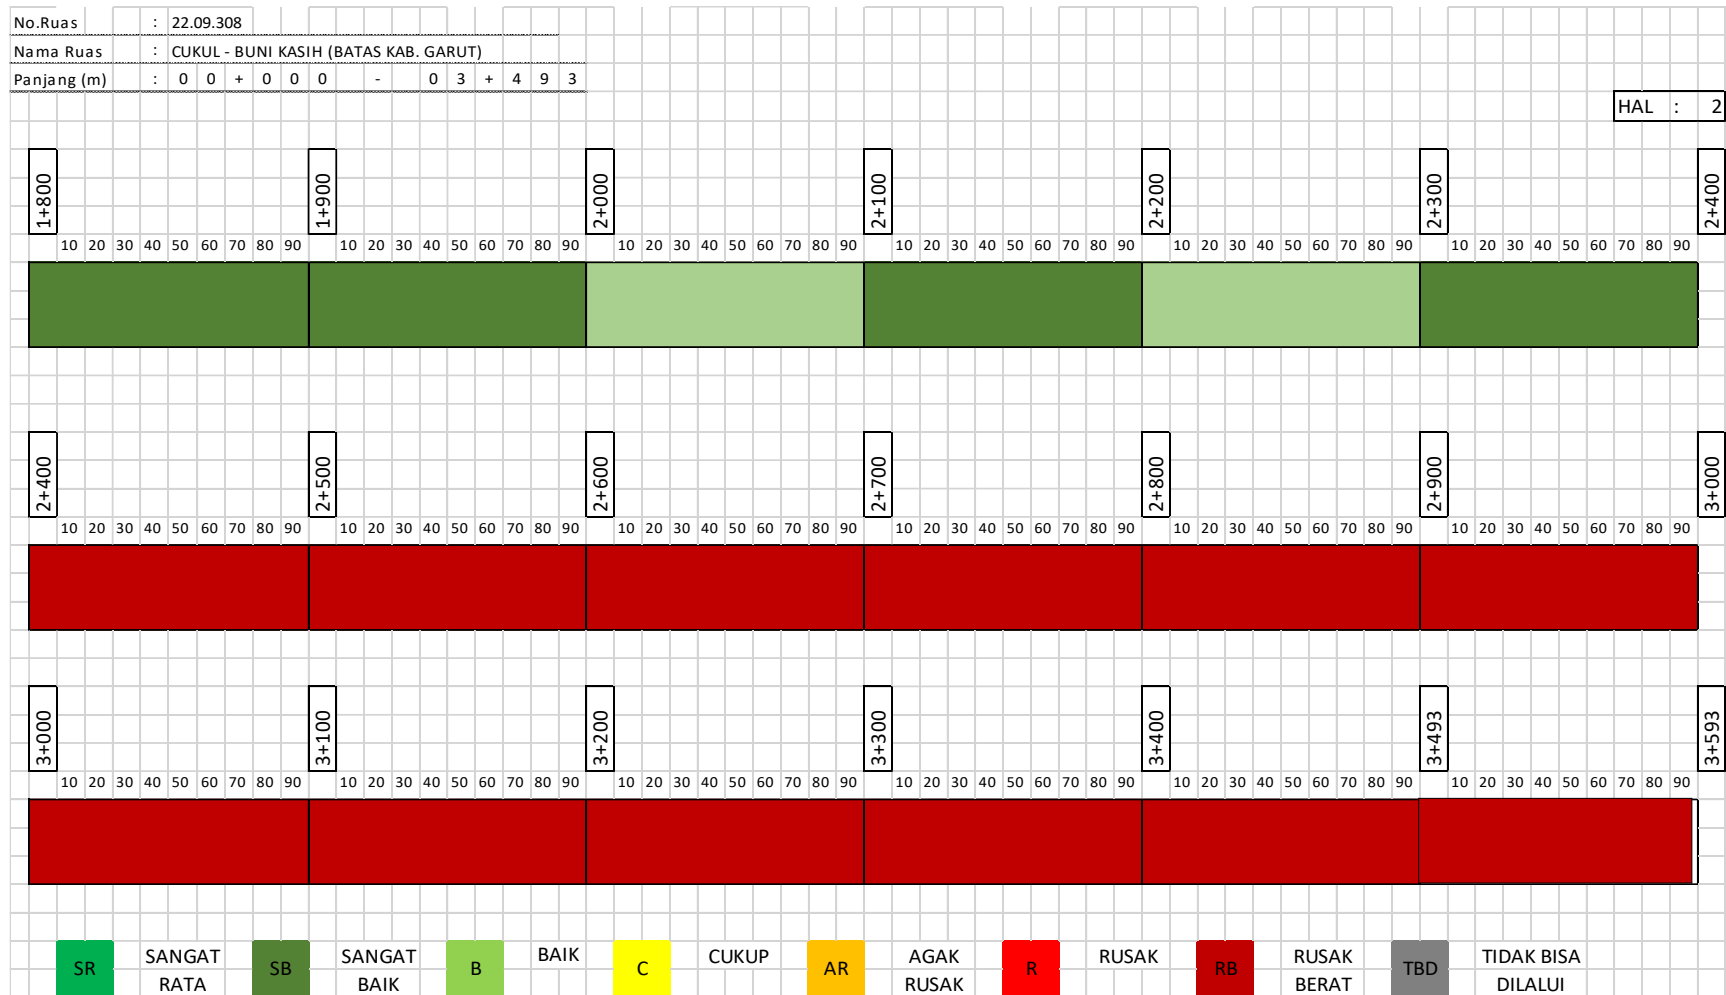 No.Ruas : 22.09.308
Nama Ruas : CUKUL - BUNI KASIH (BATAS KAB. GARUT)
Panjang (m) : 0 0 + 0 0 0 - 0 3 + 4 9 3
HAL : 2
1+800 1+900 2+000 2+100 2+200 2+300 2+400
10 20 30 40 50 60 70 80 90 10 20 30 40 50 60 70 80 90 10 20 30 40 50 60 70 80 90 10 20 30 40 50 60 70 80 90 10 20 30 40 50 60 70 80 90 10 20 30 40 50 60 70 80 90
2+400 2+500 2+600 2+700 2+800 2+900 3+000
10 20 30 40 50 60 70 80 90 10 20 30 40 50 60 70 80 90 10 20 30 40 50 60 70 80 90 10 20 30 40 50 60 70 80 90 10 20 30 40 50 60 70 80 90 10 20 30 40 50 60 70 80 90
3+000 3+100 3+200 3+300 3+400 3+493 3+593
10 20 30 40 50 60 70 80 90 10 20 30 40 50 60 70 80 90 10 20 30 40 50 60 70 80 90 10 20 30 40 50 60 70 80 90 10 20 30 40 50 60 70 80 90 10 20 30 40 50 60 70 80 90
SR SANGAT RATA
SB SANGAT BAIK
B BAIK
C CUKUP
AR AGAK RUSAK
R RUSAK
RB RUSAK BERAT
TBD TIDAK BISA DILALUI